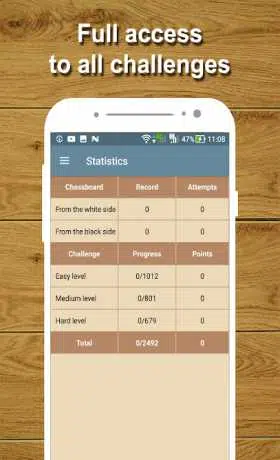 Full access
to all challenges
47% 11:08
Statistics
Chessboard Record Attempts
From the white side 0 0
From the black side 0 0
Challenge Progress Points
Easy level 0/1012 0
Medium level 0/801 0
Hard level 0/679 0
Total 0/2492 0